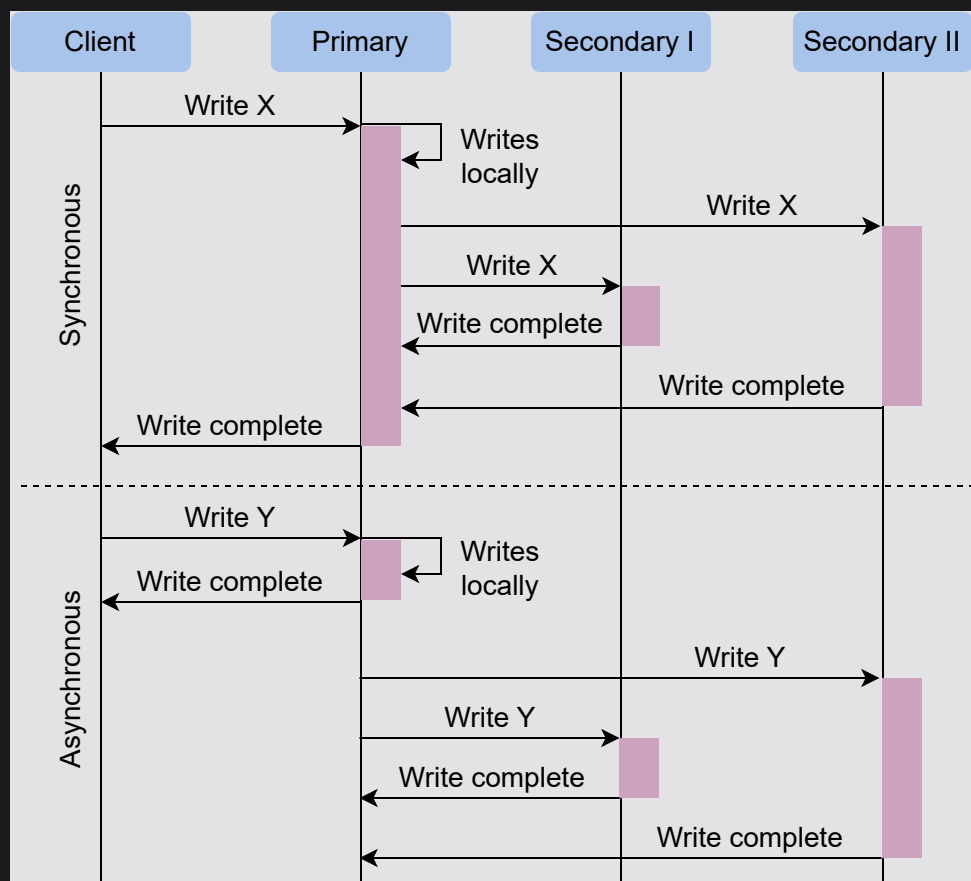 Client
Primary
Secondary I
Secondary II
Synchronous
Write X
Writes
locally
Write X
Write X
Write complete
Write complete
Write complete
Asynchronous
Write Y
Writes
locally
Write complete
Write Y
Write Y
Write complete
Write complete